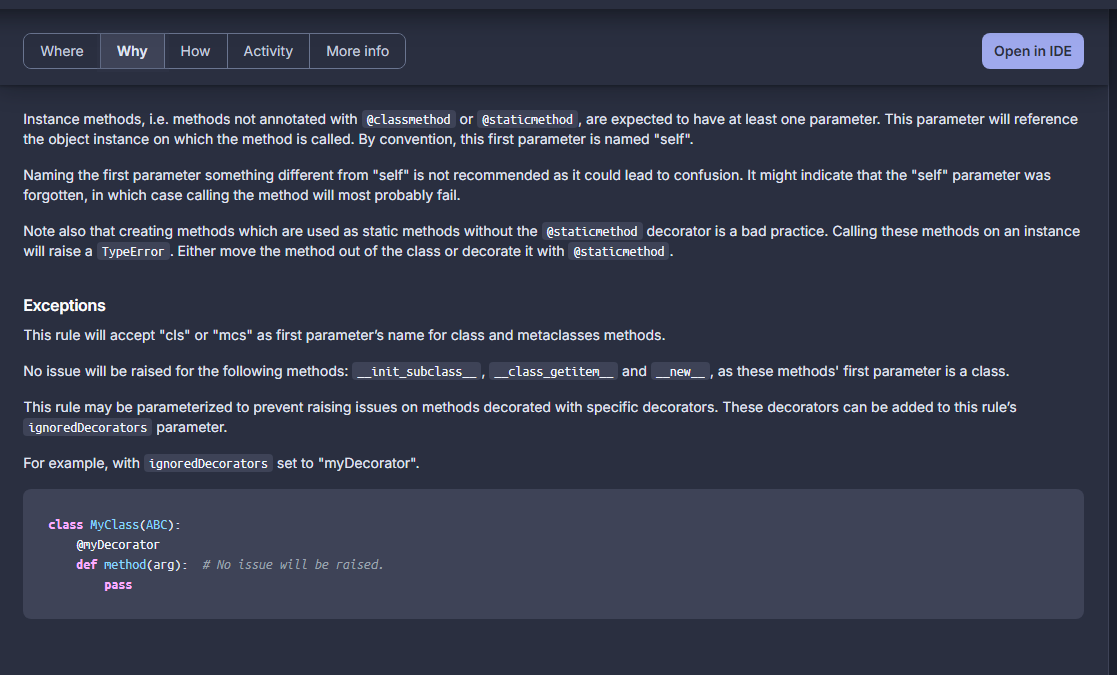 Where Why How Activity More info Open in IDE
Instance methods, i.e. methods not annotated with @classmethod or @staticmethod, are expected to have at least one parameter. This parameter will reference
the object instance on which the method is called. By convention, this first parameter is named "self".
Naming the first parameter something different from "self" is not recommended as it could lead to confusion. It might indicate that the "self" parameter was
forgotten, in which case calling the method will most probably fail.
Note also that creating methods which are used as static methods without the @staticmethod decorator is a bad practice. Calling these methods on an instance
will raise a TypeError. Either move the method out of the class or decorate it with @staticmethod.
Exceptions
This rule will accept "cls" or "mcs" as first parameter’s name for class and metaclasses methods.
No issue will be raised for the following methods: __init_subclass__, __class_getitem__ and __new__, as these methods' first parameter is a class.
This rule may be parameterized to prevent raising issues on methods decorated with specific decorators. These decorators can be added to this rule’s
ignoredDecorators parameter.
For example, with ignoredDecorators set to "myDecorator".
class MyClass(ABC):
    @myDecorator
    def method(arg):  # No issue will be raised.
        pass